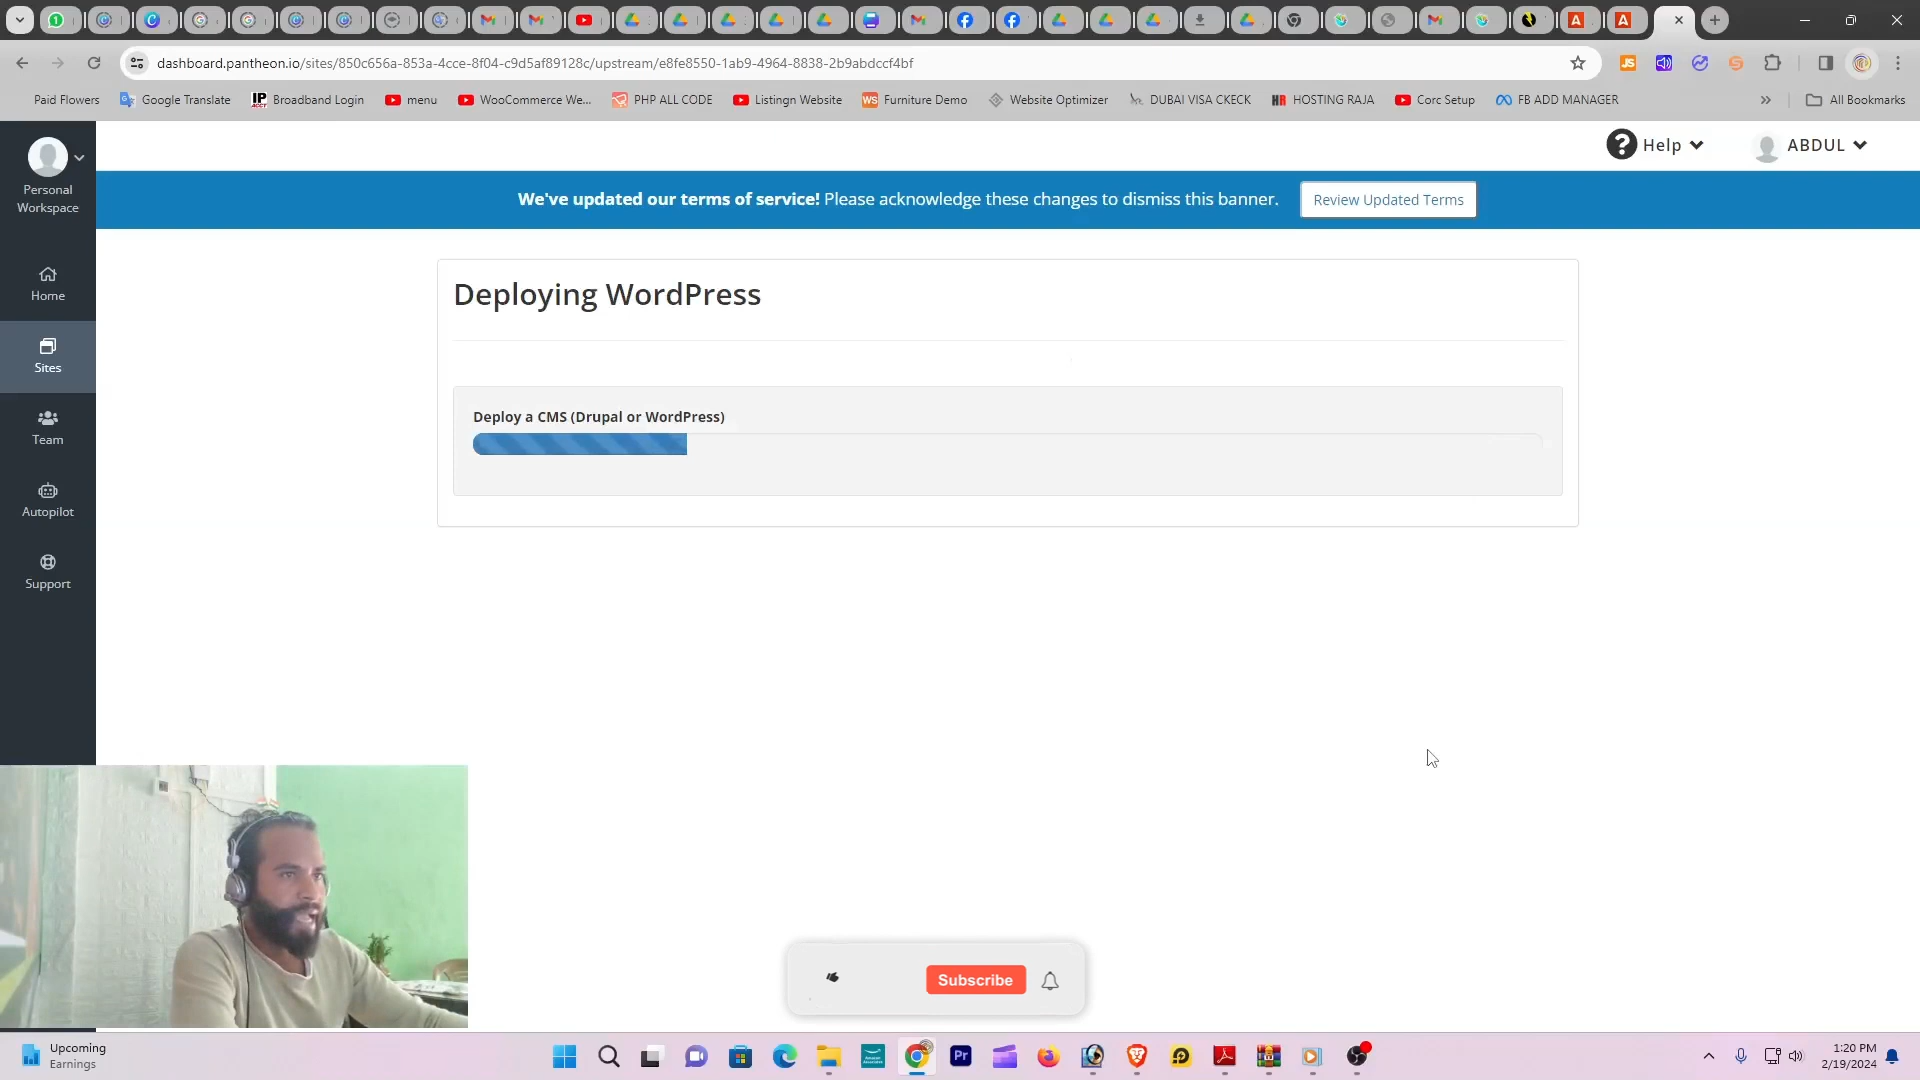 dashboard.pantheon.io/sites/850c656a-853a-4cce-8f04-c9d5af89128c/upstream/e8fe8550-1ab9-4964-8838-2b9abdccf4bf
Paid Flowers
Google Translate
Broadband Login
menu
WooCommerce We...
PHP ALL CODE
Listingn Website
Furniture Demo
Website Optimizer
DUBAI VISA CKECK
HOSTING RAJA
Corc Setup
FB ADD MANAGER
All Bookmarks
Personal
Workspace
Help
ABDUL
We've updated our terms of service! Please acknowledge these changes to dismiss this banner.
Review Updated Terms
Home
Sites
Team
Autopilot
Support
Deploying WordPress
Deploy a CMS (Drupal or WordPress)
Subscribe
Upcoming
Earnings
1:20 PM
2/19/2024